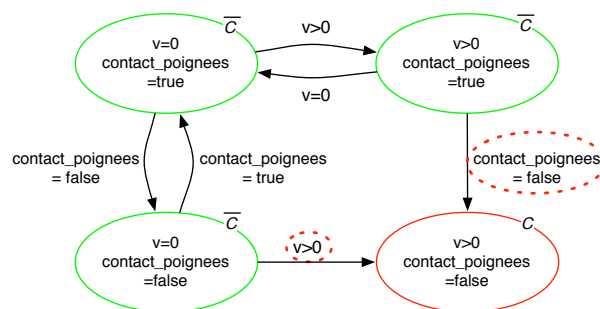 C̅
v=0
contact_poignees
=true
v>0
v=0
C̅
v>0
contact_poignees
=true
contact_poignees
= false
contact_poignees
= true
contact_poignees
= false
C̅
v=0
contact_poignees
=false
v>0
C
v>0
contact_poignees
=false